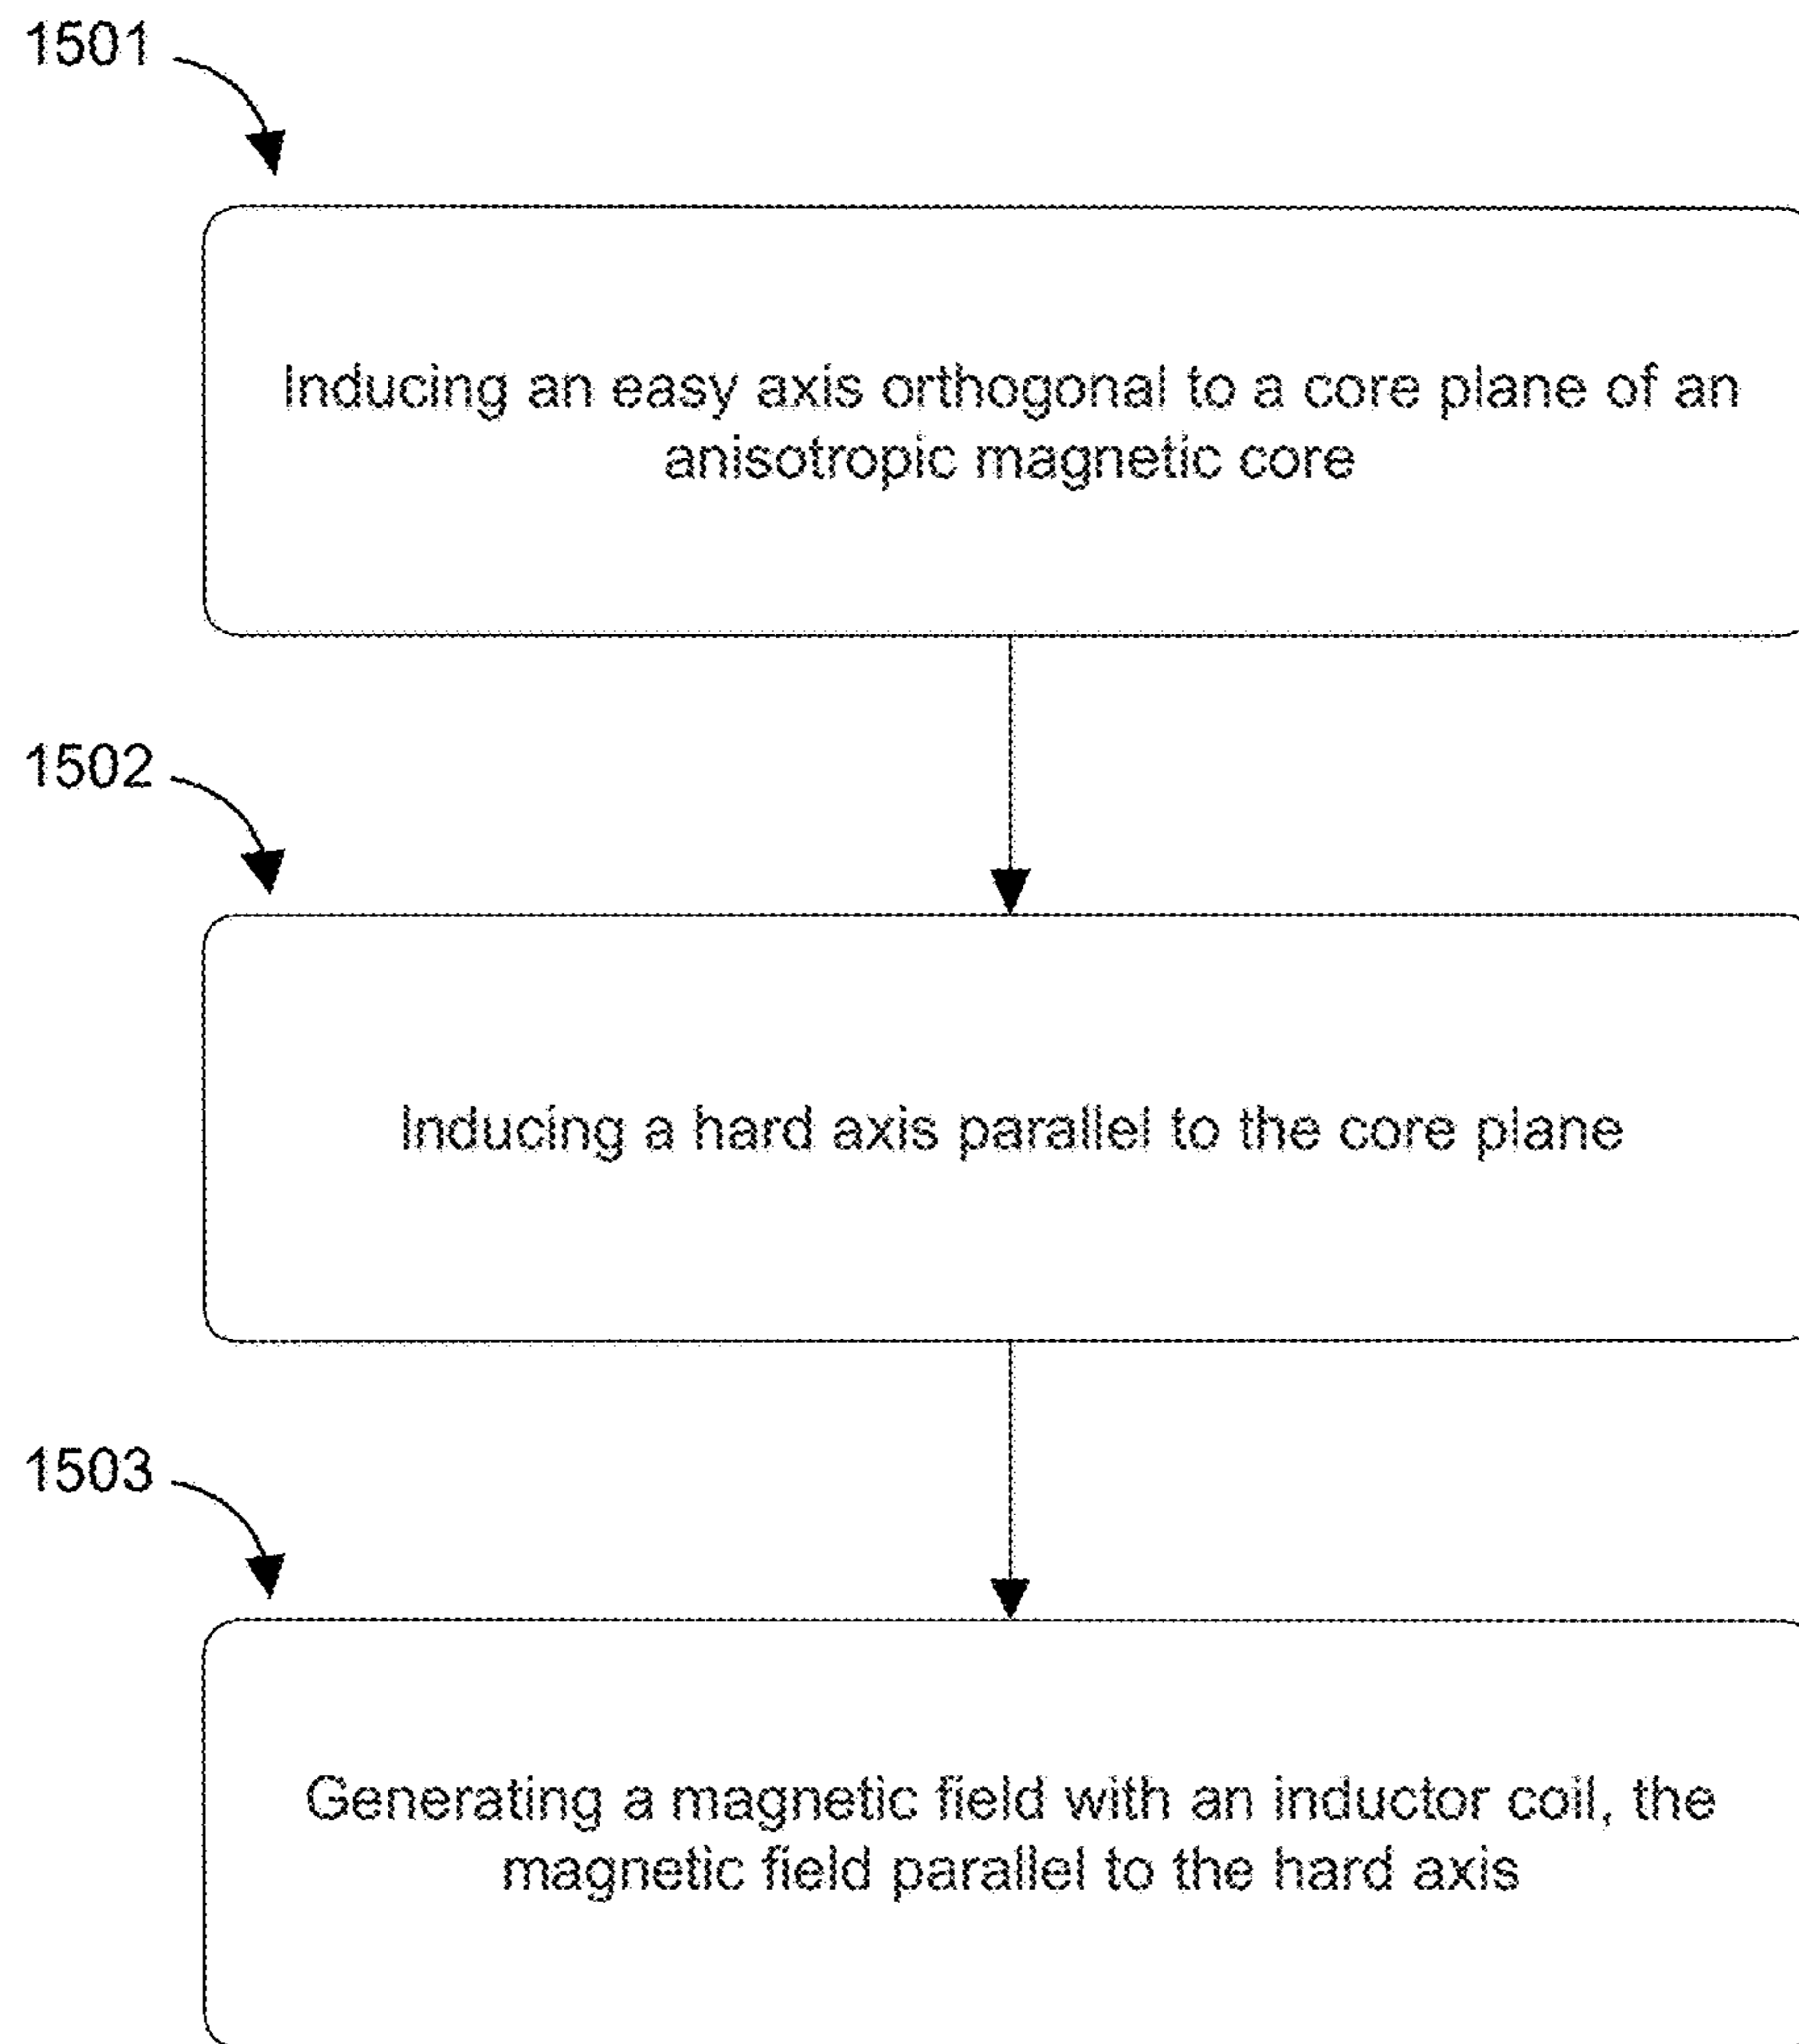 1501
Inducing an easy axis orthogonal to a core plane of an
anisotropic magnetic core
1502
Inducing a hard axis parallel to the core plane
1503
Generating a magnetic field with an inductor coil, the
magnetic field parallel to the hard axis